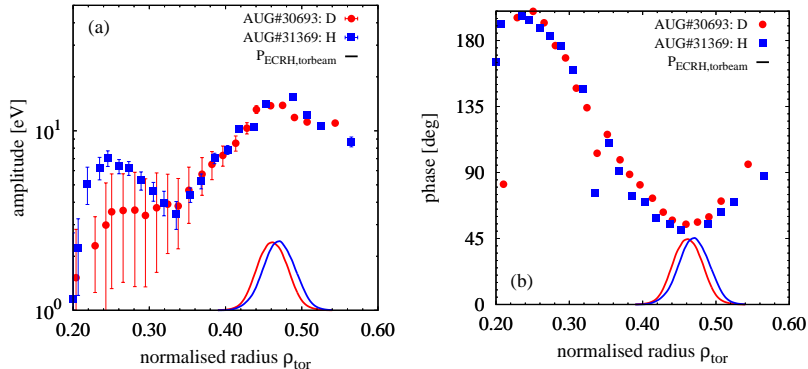 (a)
AUG#30693: D
AUG#31369: H
P_ECRH,torbeam
amplitude [eV]
10^1
10^0
0.20 0.30 0.40 0.50 0.60
normalised radius ρ_tor
AUG#30693: D
AUG#31369: H
P_ECRH,torbeam
phase [deg]
180
135
90
45
0
(b)
0.20 0.30 0.40 0.50 0.60
normalised radius ρ_tor